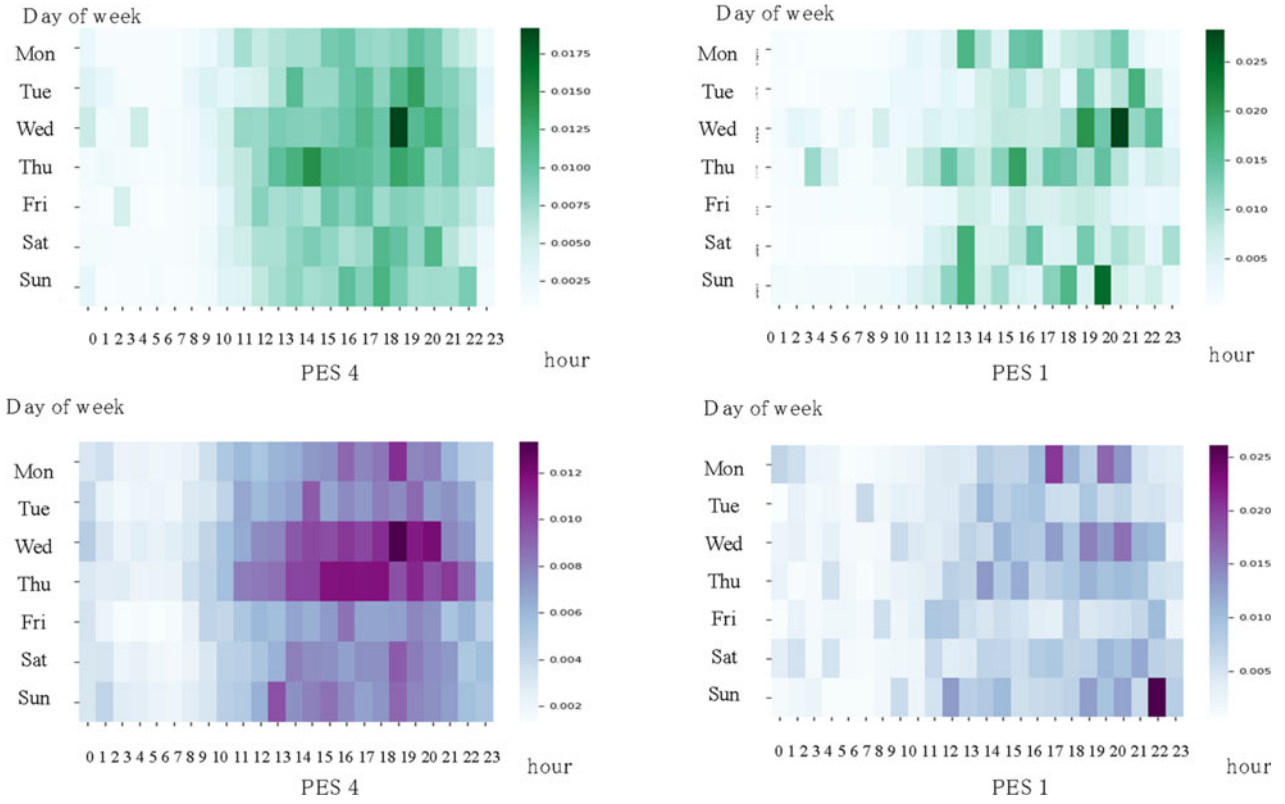 Day of week
Mon
Tue
Wed
Thu
Fri
Sat
Sun
0 1 2 3 4 5 6 7 8 9 10 11 12 13 14 15 16 17 18 19 20 21 22 23
hour
PES 4
0.0175
0.0150
0.0125
0.0100
0.0075
0.0050
0.0025
Day of week
Mon
Tue
Wed
Thu
Fri
Sat
Sun
0 1 2 3 4 5 6 7 8 9 10 11 12 13 14 15 16 17 18 19 20 21 22 23
hour
PES 1
0.025
0.020
0.015
0.010
0.005
Day of week
Mon
Tue
Wed
Thu
Fri
Sat
Sun
0 1 2 3 4 5 6 7 8 9 10 11 12 13 14 15 16 17 18 19 20 21 22 23
hour
PES 4
0.012
0.010
0.008
0.006
0.004
0.002
Day of week
Mon
Tue
Wed
Thu
Fri
Sat
Sun
0 1 2 3 4 5 6 7 8 9 10 11 12 13 14 15 16 17 18 19 20 21 22 23
hour
PES 1
0.025
0.020
0.015
0.010
0.005